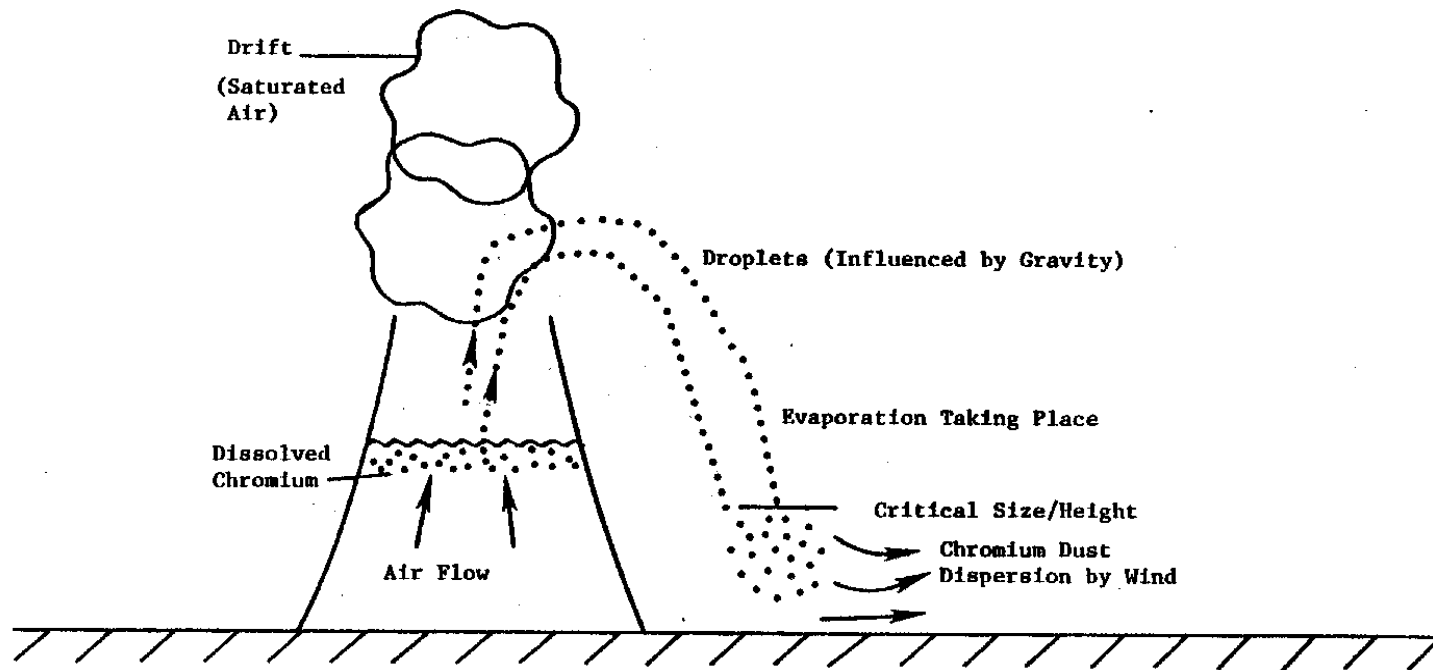 Drift
(Saturated
Air)
Droplets (Influenced by Gravity)
Evaporation Taking Place
Dissolved
Chromium
Critical Size/Height
Chromium Dust
Dispersion by Wind
Air Flow